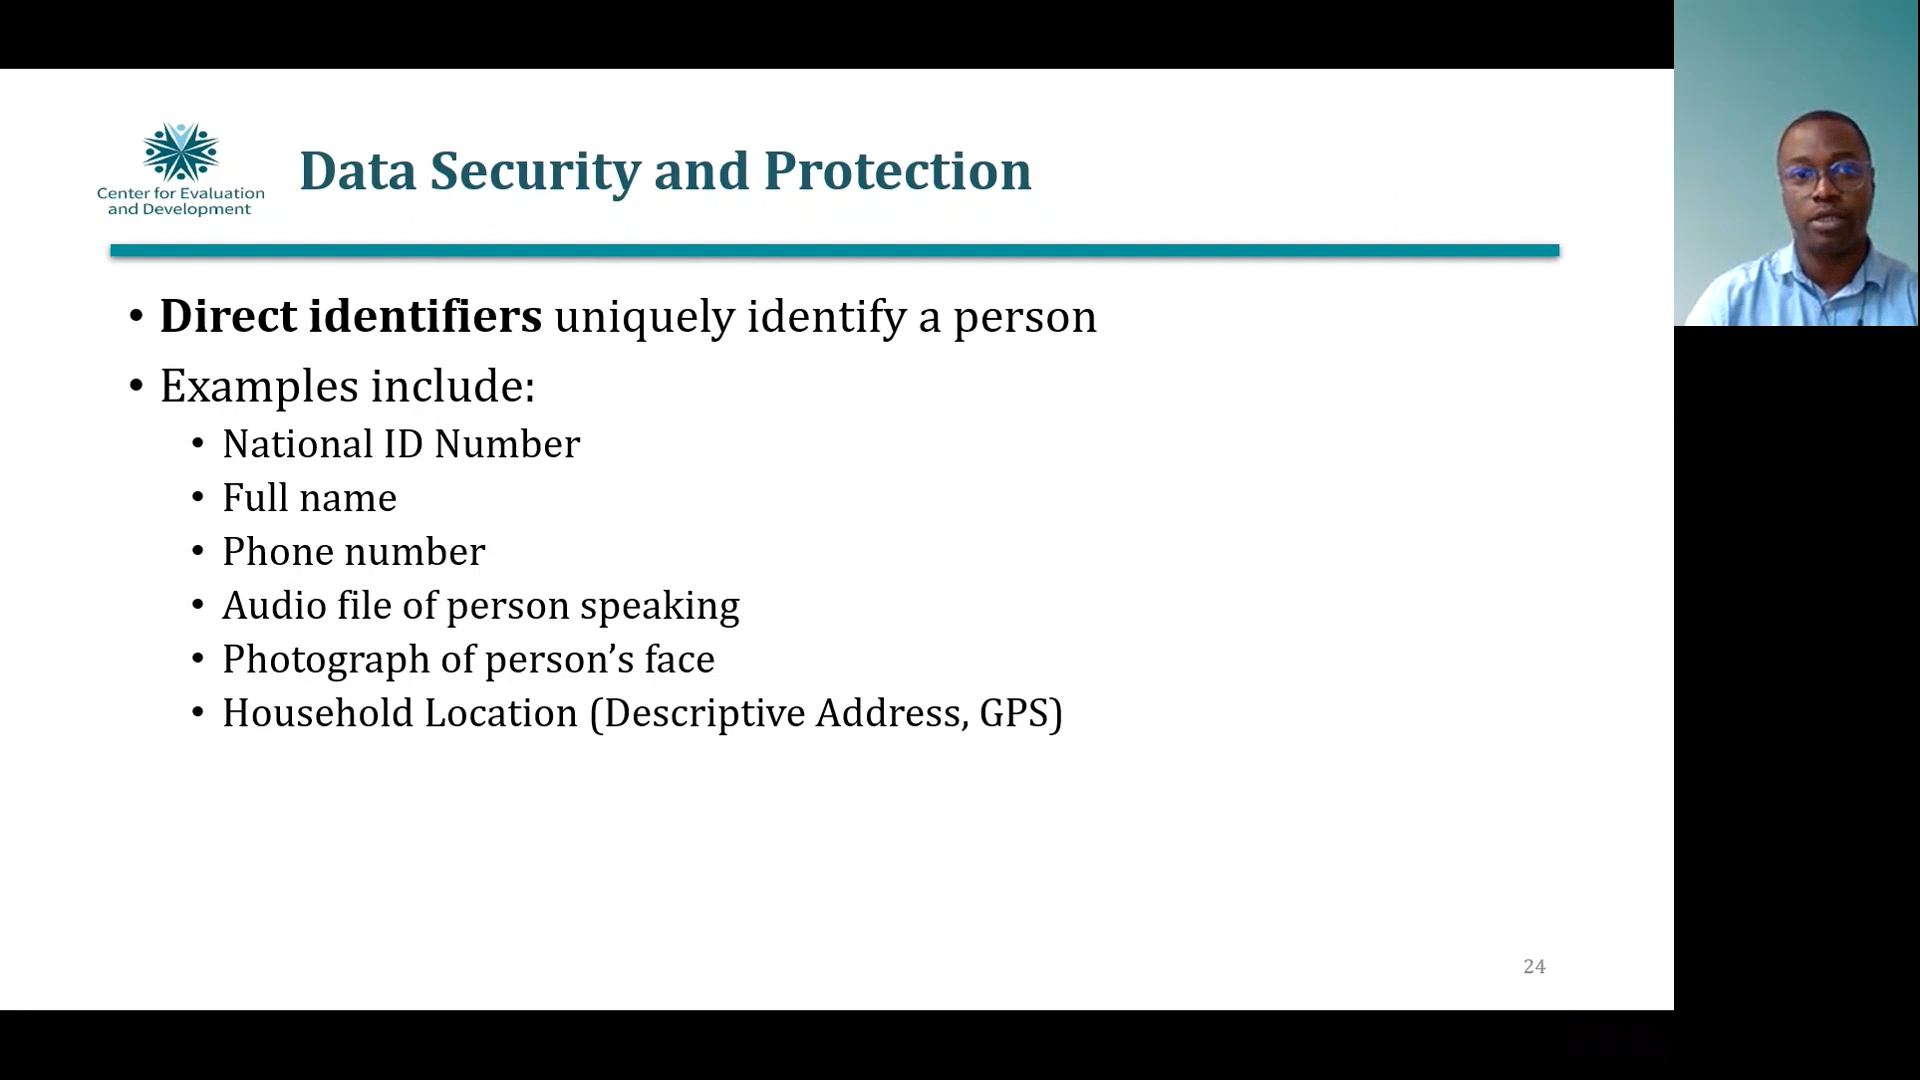 Center for Evaluation
and Development
Data Security and Protection
• Direct identifiers uniquely identify a person
• Examples include:
• National ID Number
• Full name
• Phone number
• Audio file of person speaking
• Photograph of person’s face
• Household Location (Descriptive Address, GPS)
24